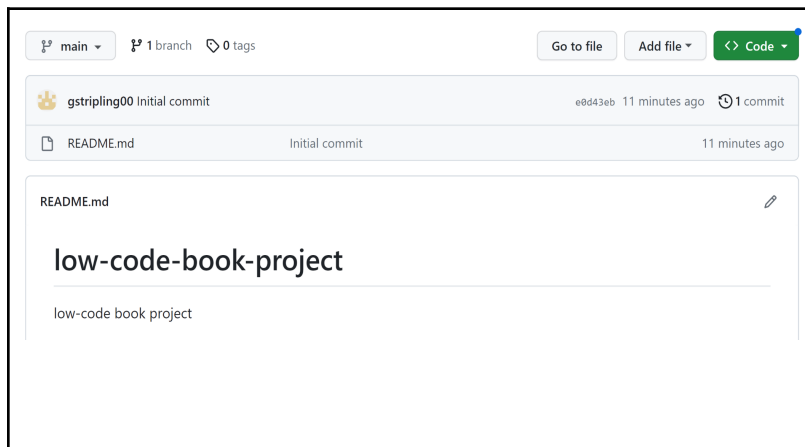 main 1 branch 0 tags Go to file Add file <> Code
gstripling00 Initial commit e0d43eb 11 minutes ago 1 commit
README.md Initial commit 11 minutes ago
README.md
low-code-book-project
low-code book project